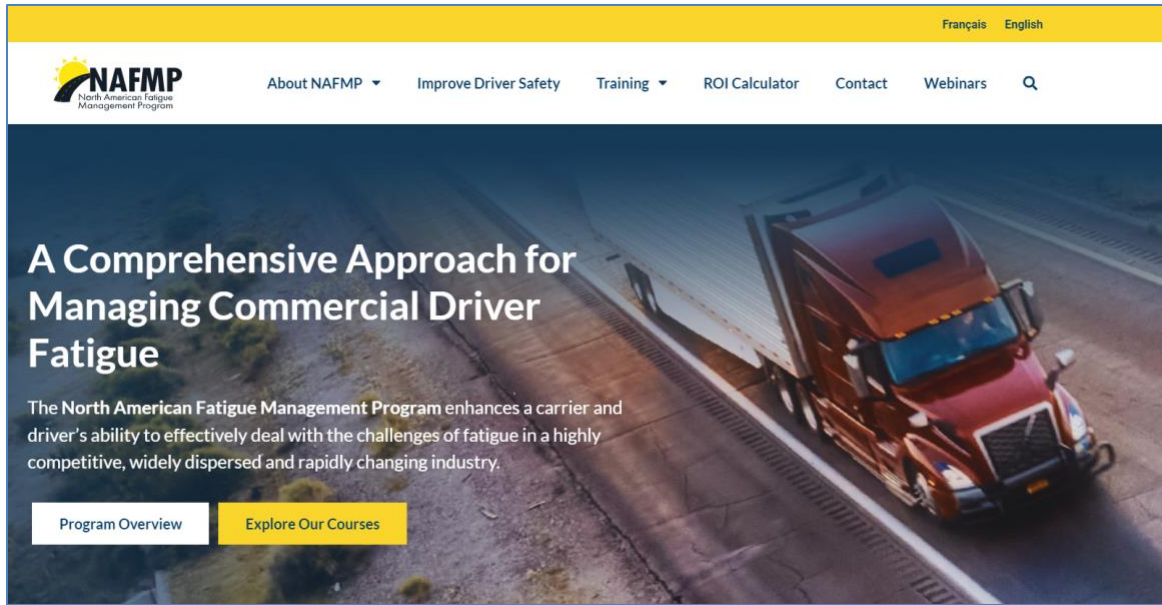 Français English
NAFMP
North American Fatigue
Management Program
About NAFMP Improve Driver Safety Training ROI Calculator Contact Webinars
A Comprehensive Approach for
Managing Commercial Driver
Fatigue
The North American Fatigue Management Program enhances a carrier and
driver's ability to effectively deal with the challenges of fatigue in a highly
competitive, widely dispersed and rapidly changing industry.
Program Overview Explore Our Courses